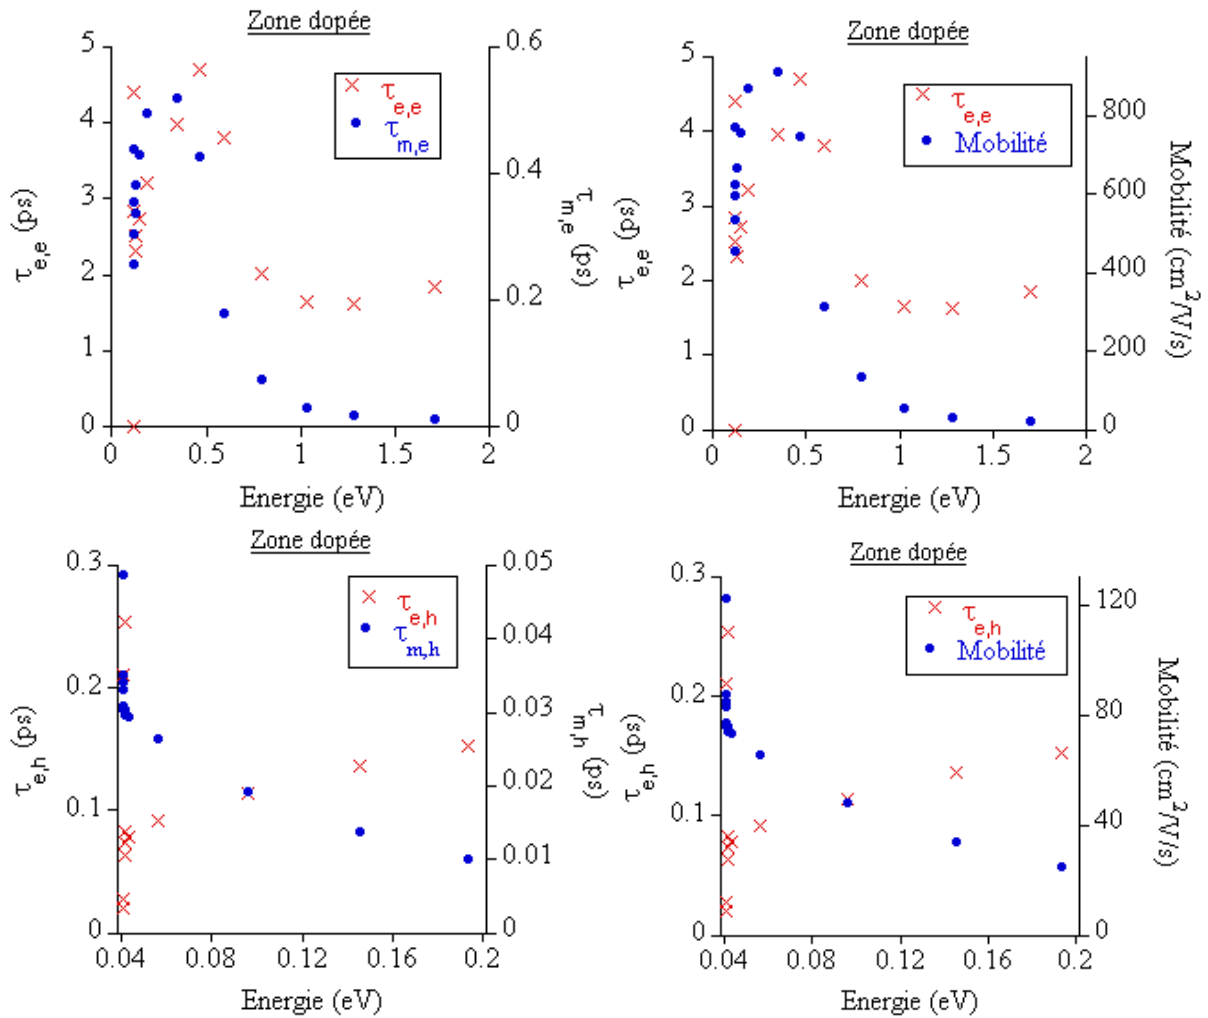 Zone dopée
5
4
3
2
1
0
0.6
0.4
0.2
0
τe,e
τm,e
τe,e (ps)
τm,e (ps)
0
0.5
1
1.5
2
Energie (eV)
Zone dopée
5
4
3
2
1
0
800
600
400
200
0
τe,e
Mobilité
τe,e (ps)
Mobilité (cm²/V/s)
0
0.5
1
1.5
2
Energie (eV)
Zone dopée
0.3
0.2
0.1
0
0.05
0.04
0.03
0.02
0.01
0
τe,h
τm,h
τe,h (ps)
τm,h (ps)
0.04
0.08
0.12
0.16
0.2
Energie (eV)
Zone dopée
0.3
0.2
0.1
0
120
80
40
0
τe,h
Mobilité
τe,h (ps)
Mobilité (cm²/V/s)
0.04
0.08
0.12
0.16
0.2
Energie (eV)